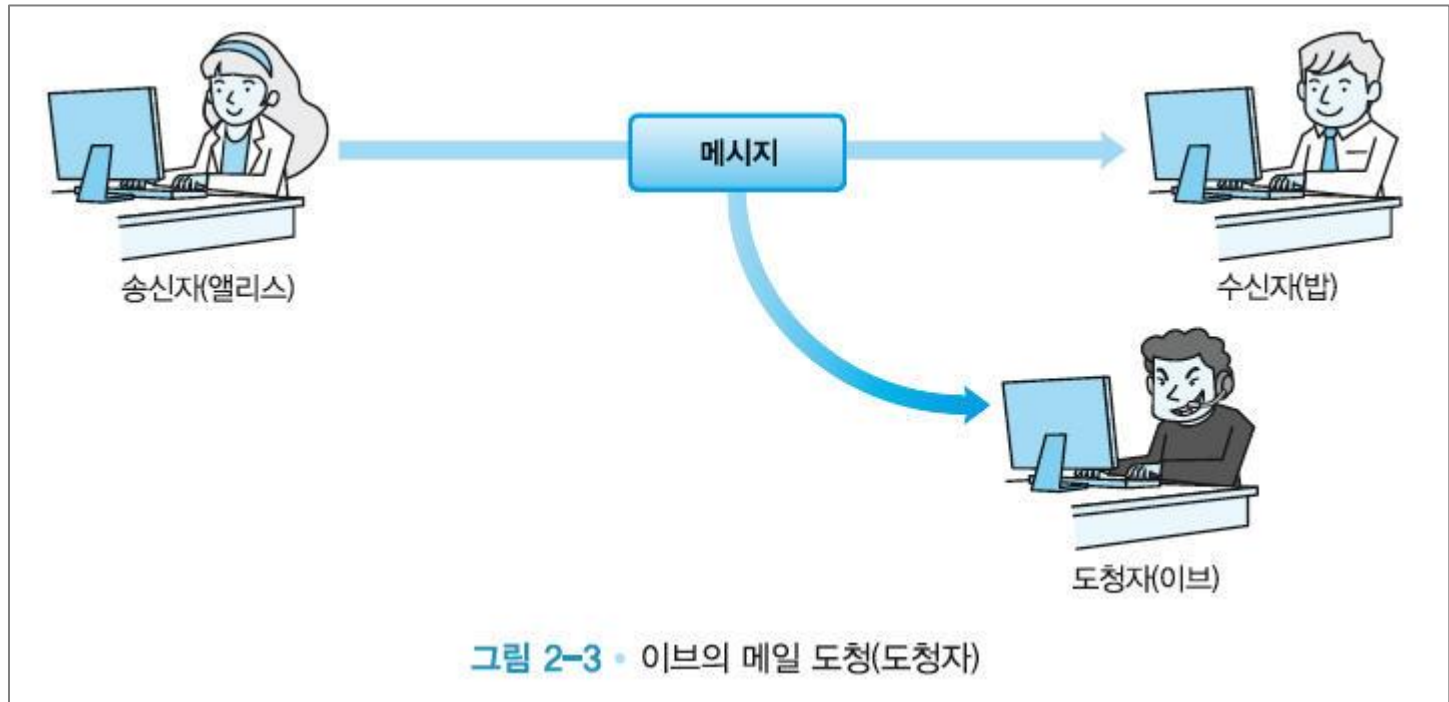 메시지
송신자(앨리스)
수신자(밥)
도청자(이브)
그림 2-3 • 이브의 메일 도청(도청자)